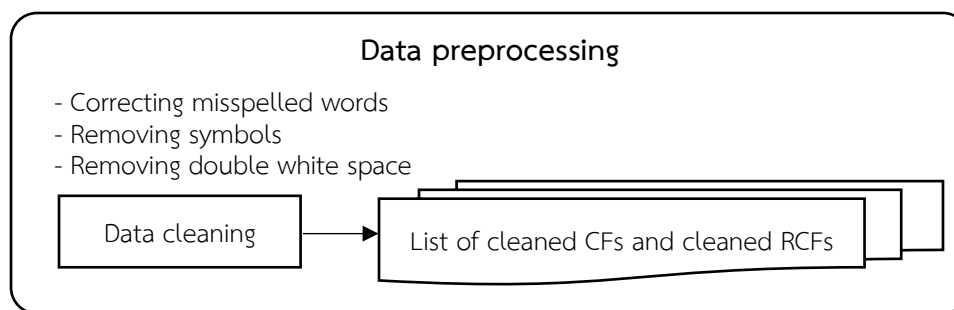 Data preprocessing
- Correcting misspelled words
- Removing symbols
- Removing double white space
Data cleaning
List of cleaned CFs and cleaned RCFs